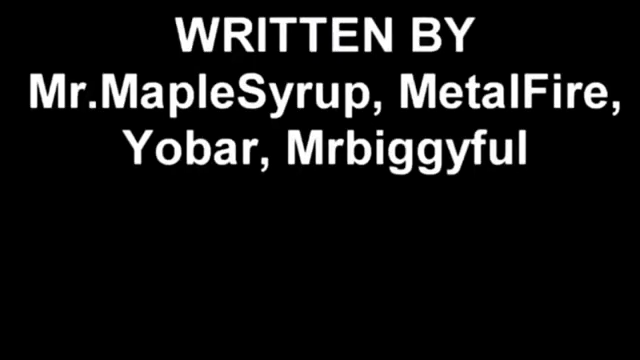 WRITTEN BY
Mr.MapleSyrup, MetalFire,
Yobar, Mrbiggyful